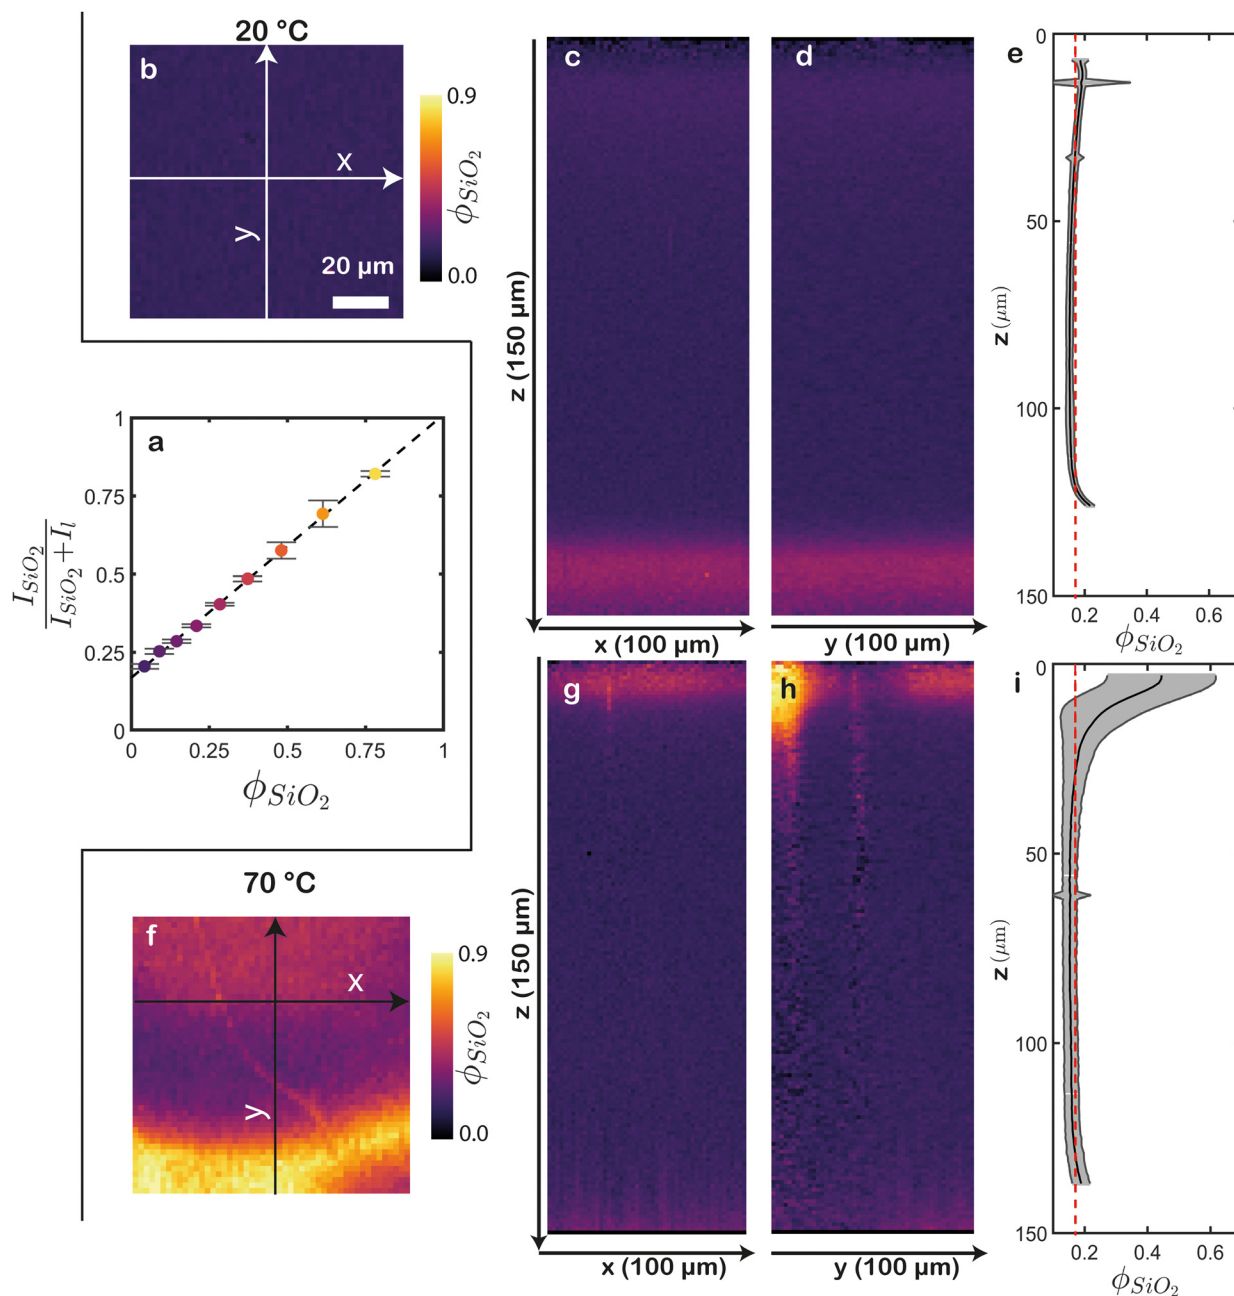 20 °C
b
x
y
20 µm
0.9
ϕSiO2
0.0
c
z (150 µm)
x (100 µm)
d
y (100 µm)
e
0
50
z (µm)
100
150
0.2
0.4
0.6
ϕSiO2
a
1
0.75
0.5
0.25
0
ISiO2
ISiO2+Il
0
0.25
0.5
0.75
1
ϕSiO2
70 °C
f
x
y
0.9
ϕSiO2
0.0
g
z (150 µm)
x (100 µm)
h
y (100 µm)
i
0
50
z (µm)
100
150
0.2
0.4
0.6
ϕSiO2